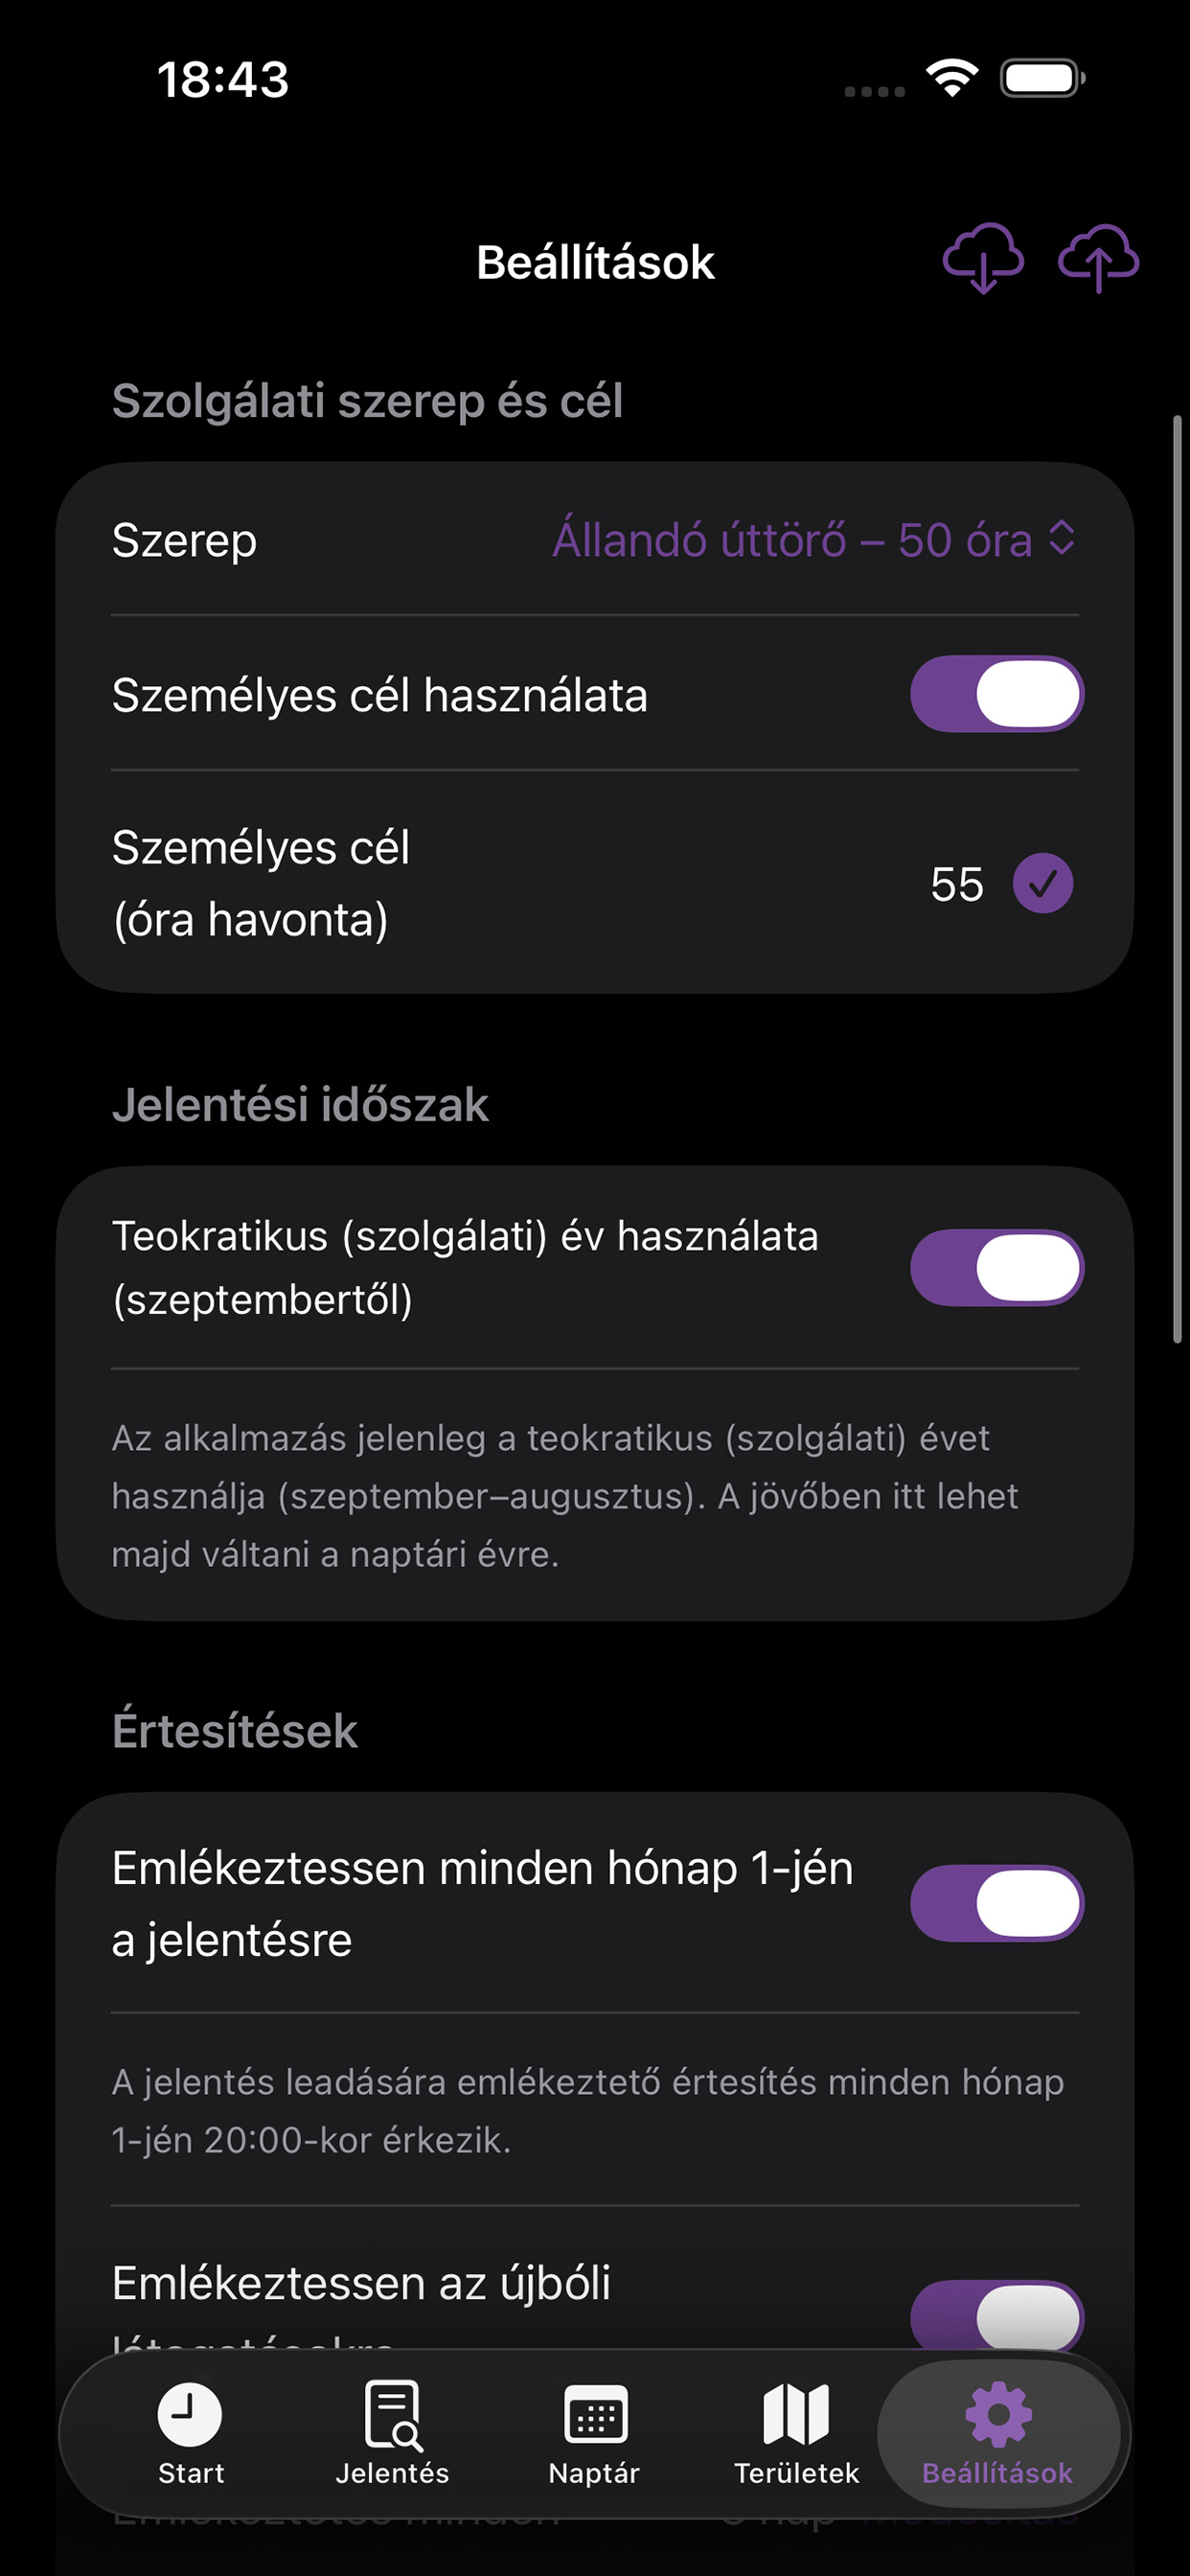 18:43
Beállítások
Szolgálati szerep és cél
Szerep
Állandó úttörő – 50 óra
Személyes cél használata
Személyes cél
(óra havonta)
55
Jelentési időszak
Teokratikus (szolgálati) év használata
(szeptembertől)
Az alkalmazás jelenleg a teokratikus (szolgálati) évet
használja (szeptember–augusztus). A jövőben itt lehet
majd váltani a naptári évre.
Értesítések
Emlékeztessen minden hónap 1-jén
a jelentésre
A jelentés leadására emlékeztető értesítés minden hónap
1-jén 20:00-kor érkezik.
Emlékeztessen az újbóli
Start
Jelentés
Naptár
Területek
Beállítások